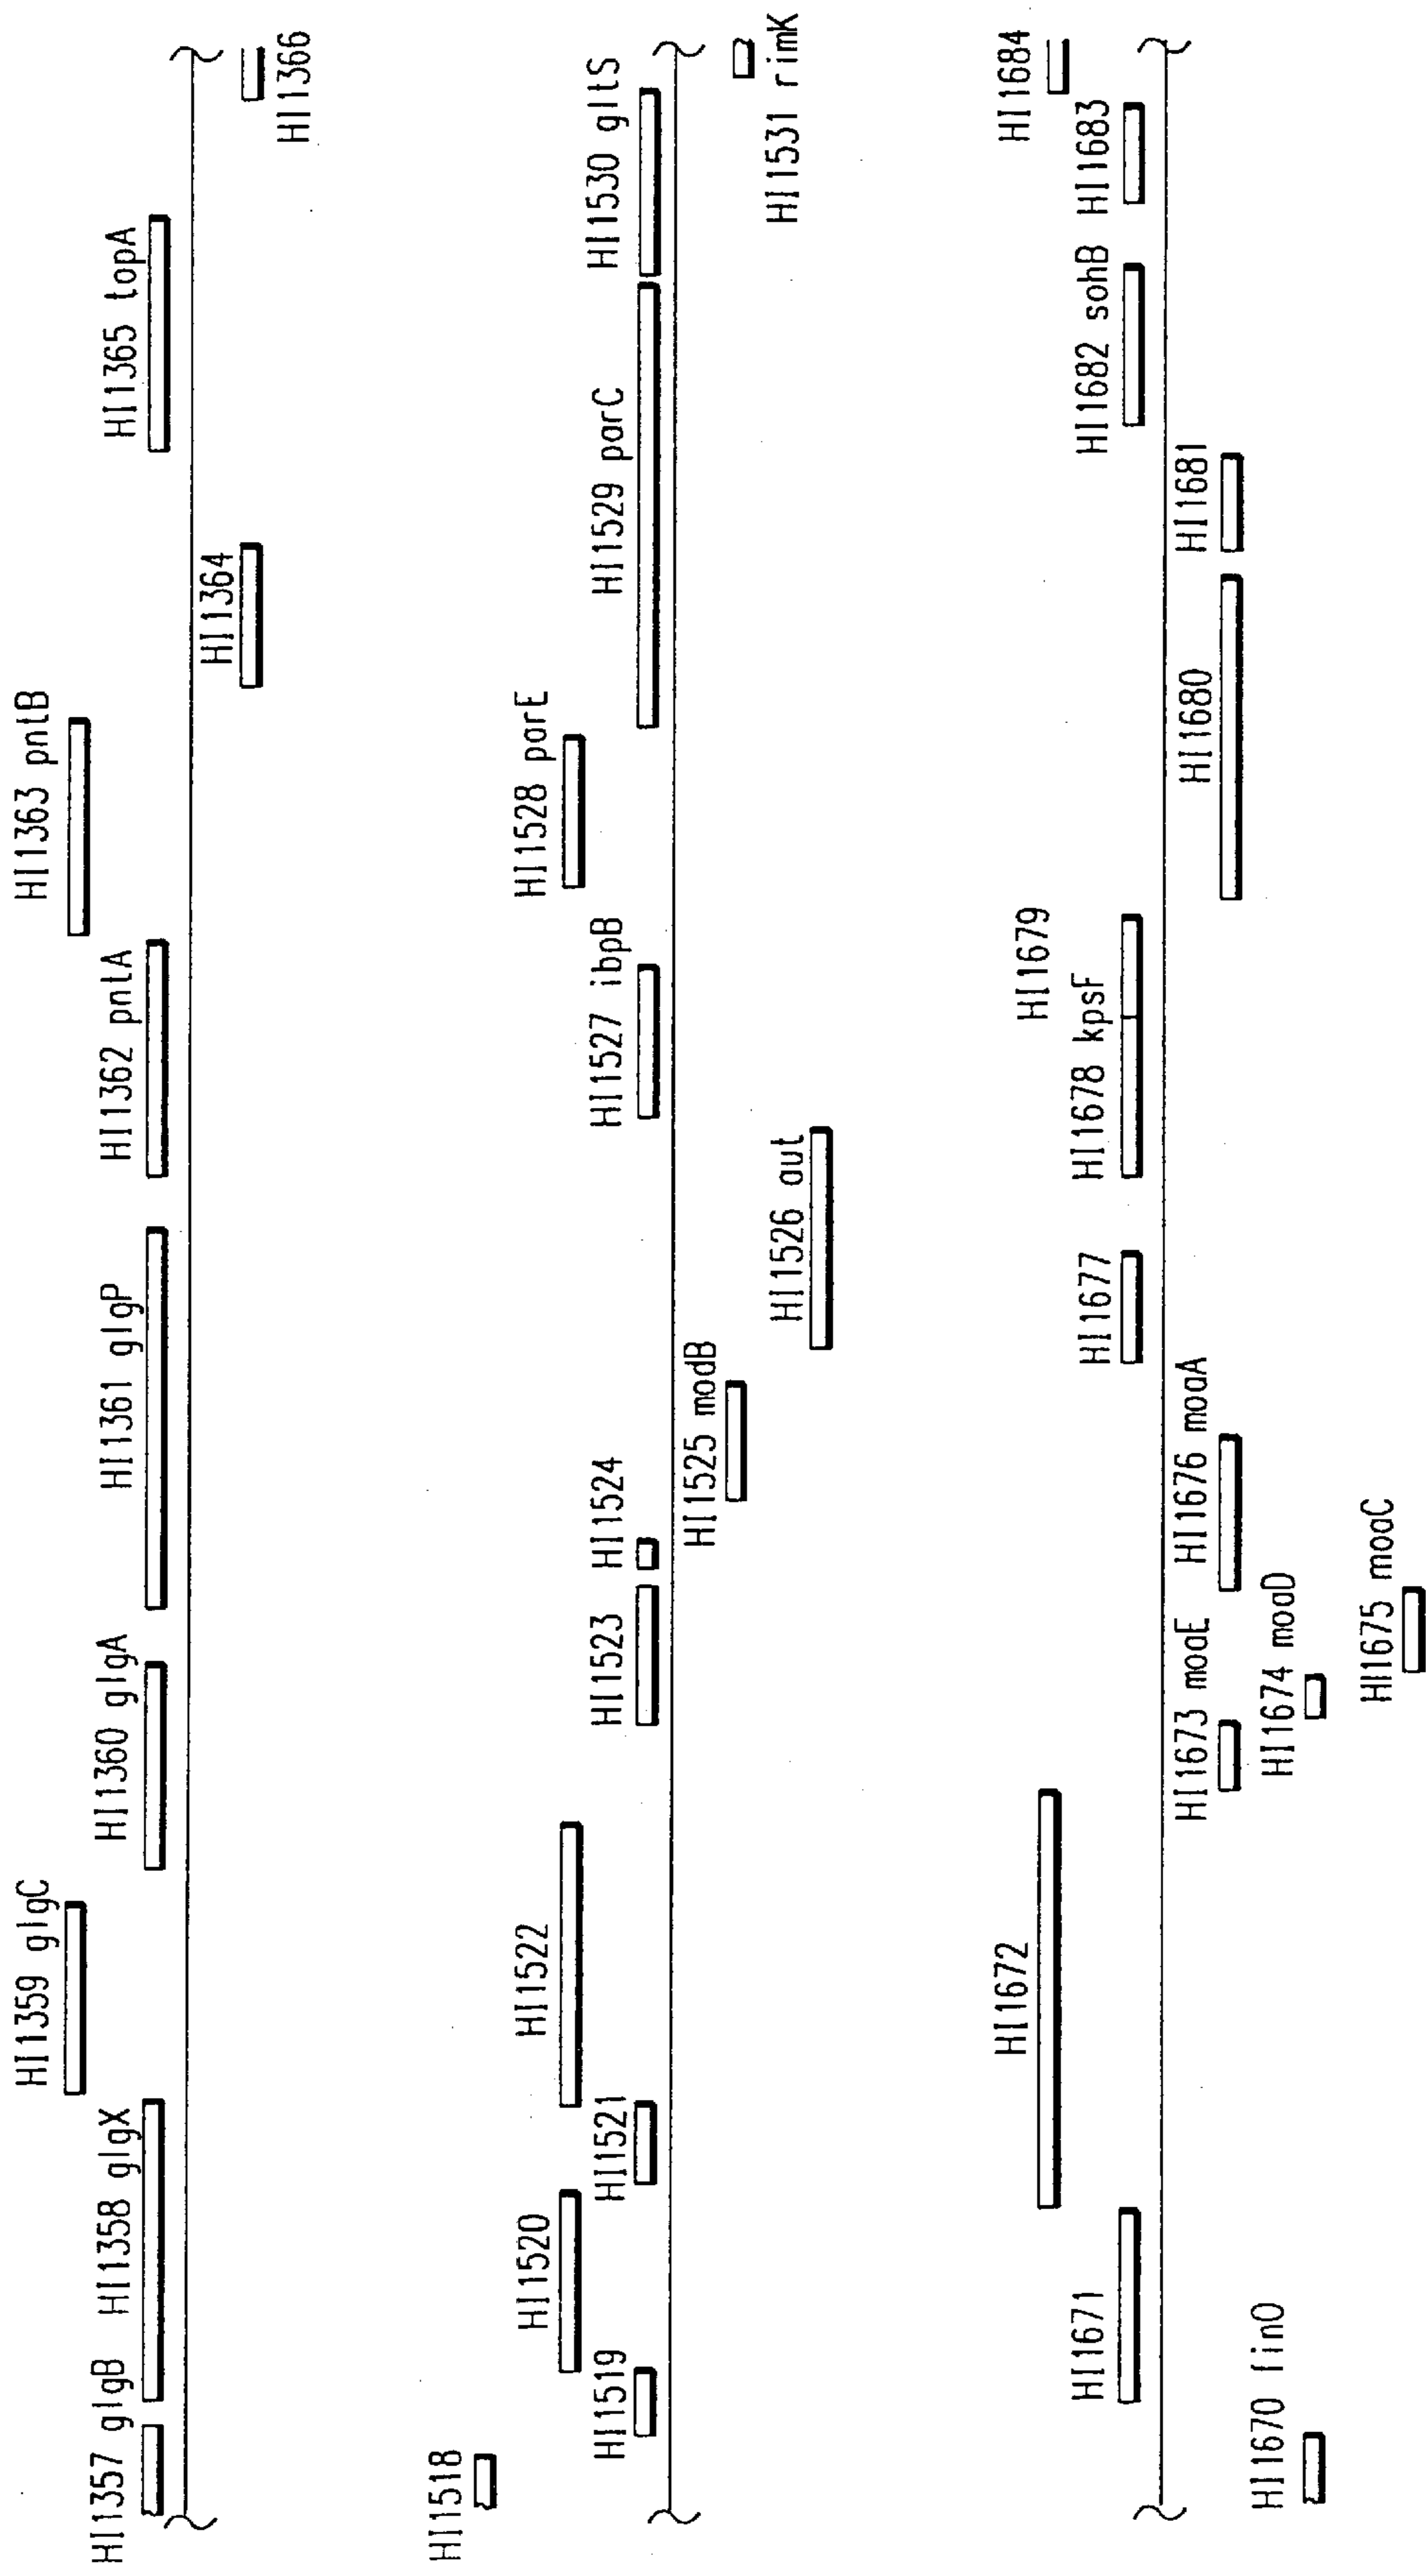 HI1357 glgB
HI1358 glgX
HI1359 glgC
HI1360 glgA
HI1361 glgP
HI1362 pntA
HI1363 pntB
HI1364
HI1365 topA
HI1366
HI1518
HI1519
HI1520
HI1521
HI1522
HI1523
HI1524
HI1525 modB
HI1526 aut
HI1527 ibpB
HI1528 parE
HI1529 parC
HI1530 gltS
HI1531 rimK
HI1670 finO
HI1671
HI1672
HI1673 moaE
HI1674 moaD
HI1675 moaC
HI1676 moaA
HI1677
HI1678 kpsF
HI1679
HI1680
HI1681
HI1682 sohB
HI1683
HI1684